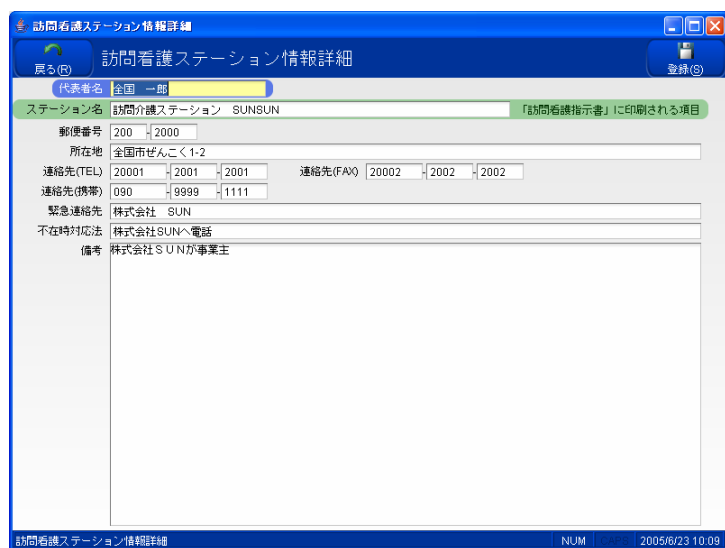 訪問看護ステーション情報詳細
戻る(R) 訪問看護ステーション情報詳細 登録(S)
代表者名 全国 一郎
ステーション名 訪問介護ステーション SUNSUN 「訪問看護指示書」に印刷される項目
郵便番号 200 - 2000
所在地 全国市ぜんこく1-2
連絡先(TEL) 20001 - 2001 - 2001 連絡先(FAX) 20002 - 2002 - 2002
連絡先(携帯) 090 - 9999 - 1111
緊急連絡先 株式会社 SUN
不在時対応法 株式会社SUNへ電話
備考 株式会社SUNが事業主
訪問看護ステーション情報詳細 NUM CAPS 2005/6/23 10:09